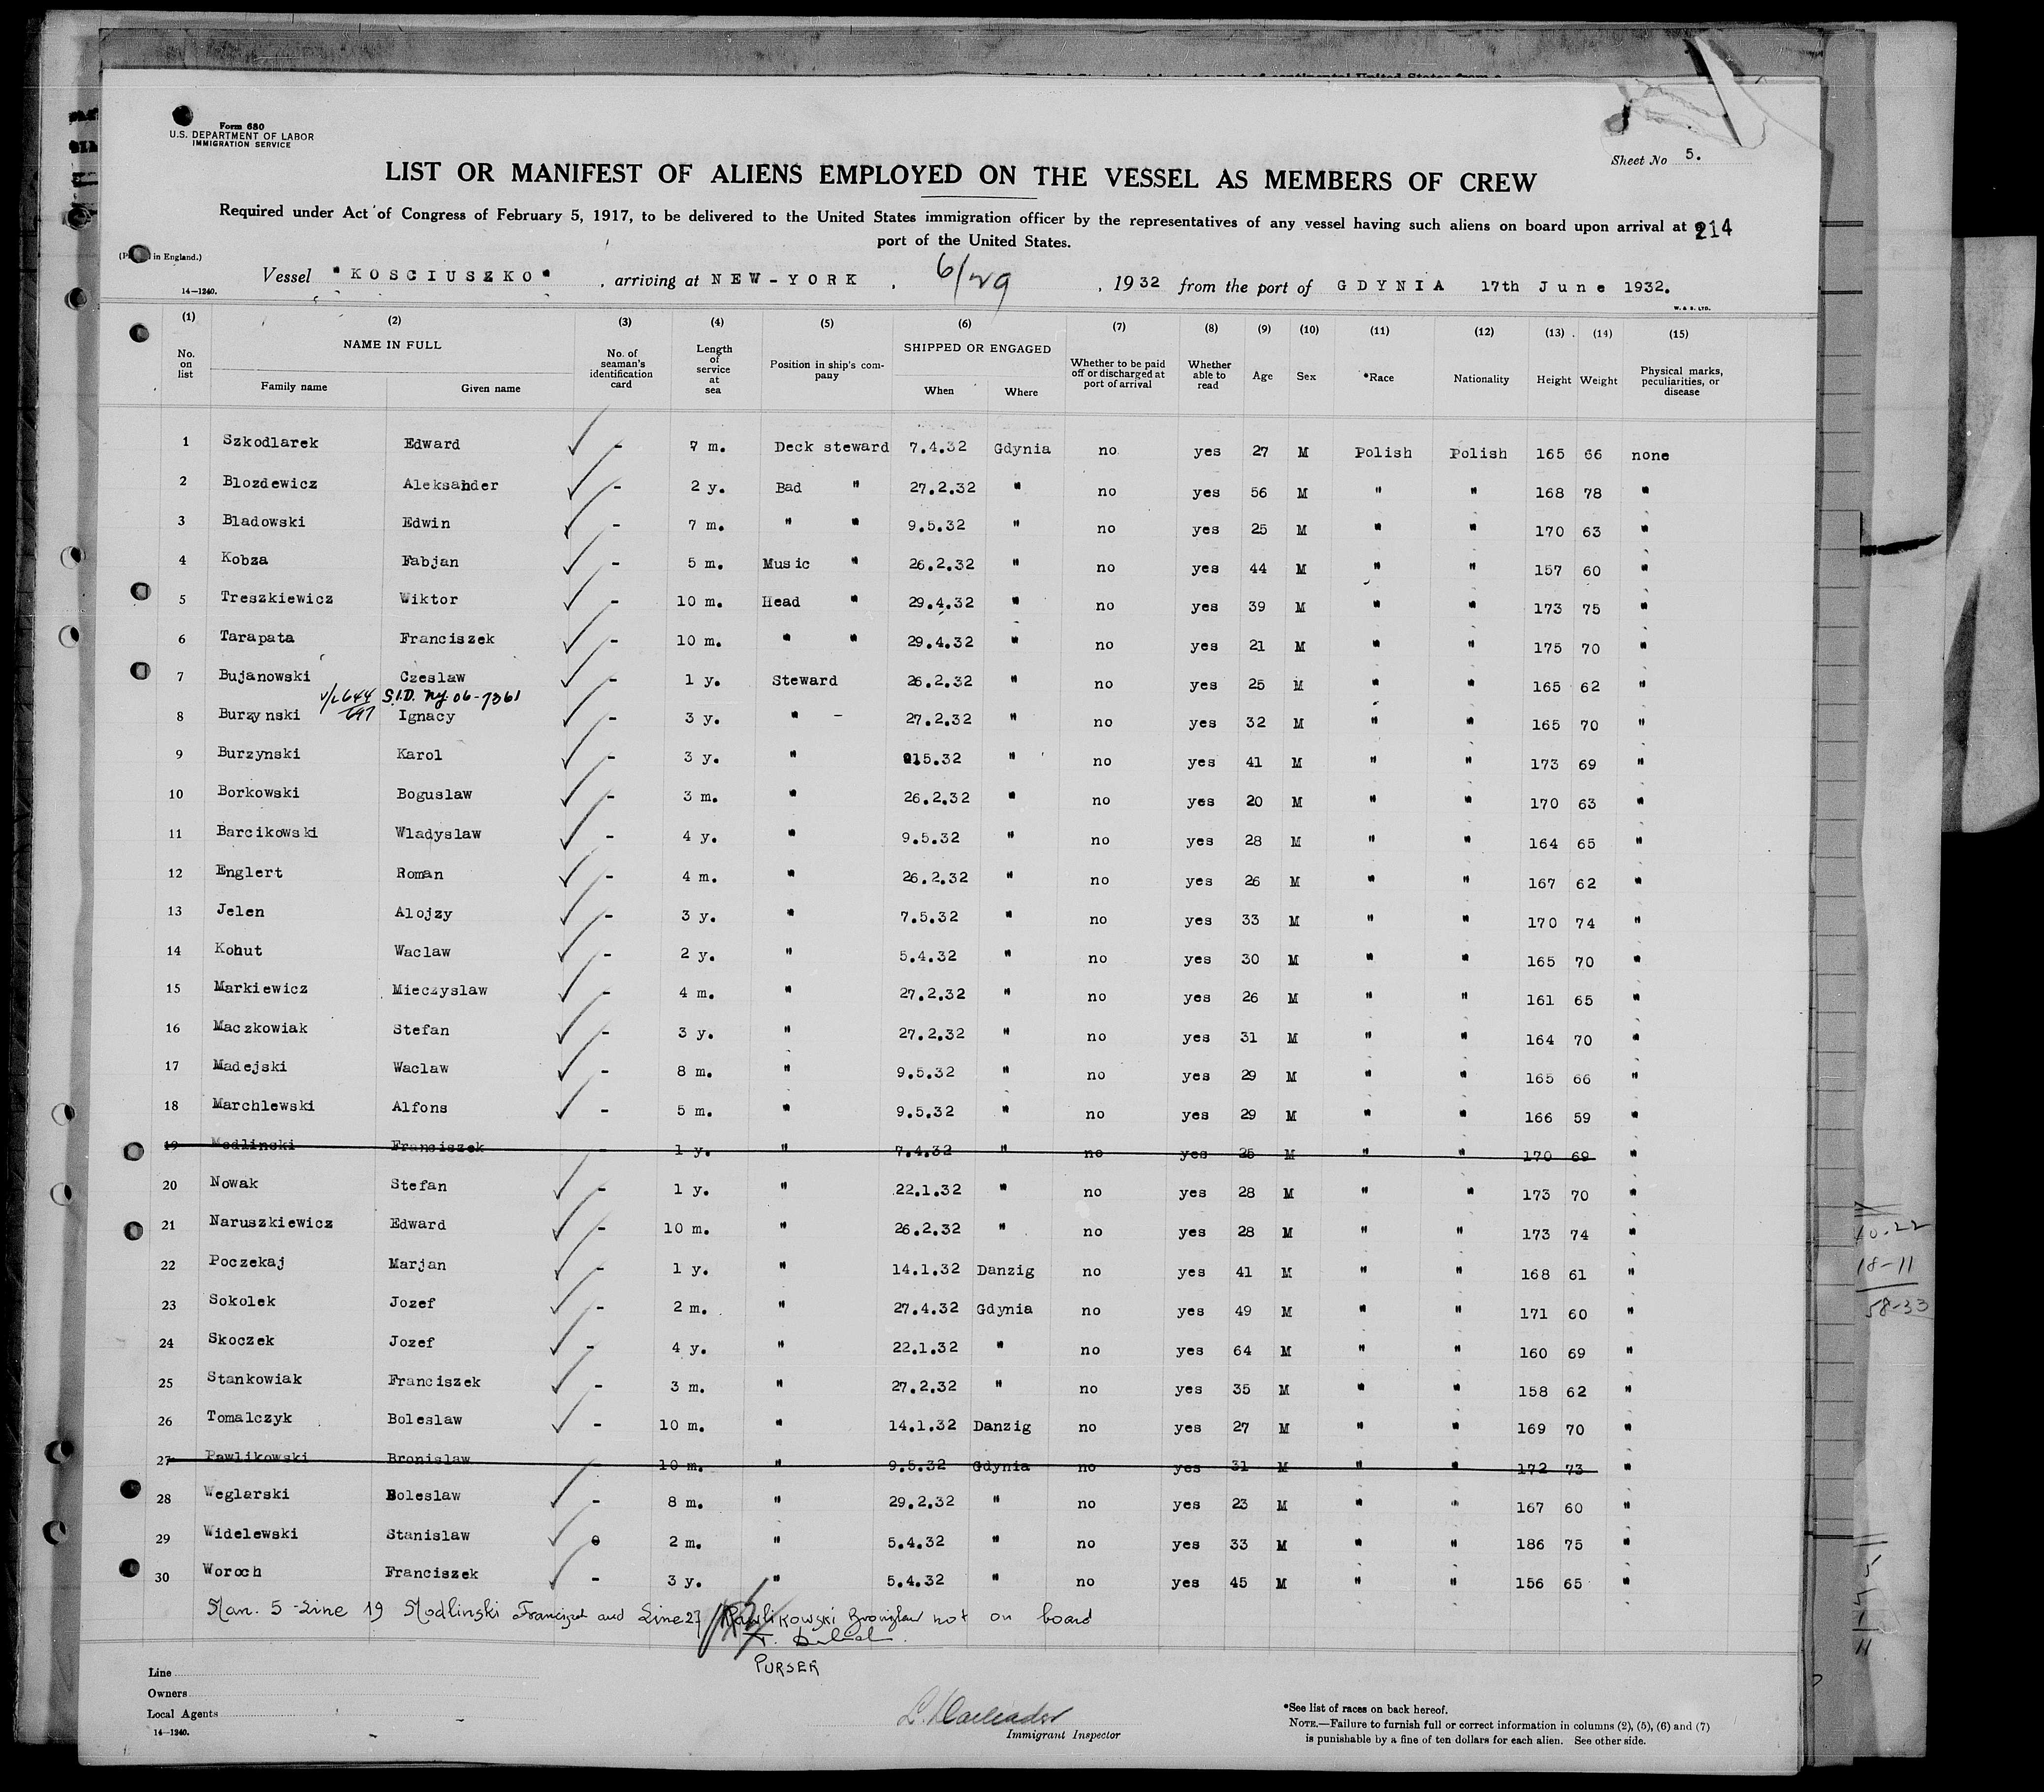 Form 680
U.S. DEPARTMENT OF LABOR
IMMIGRATION SERVICE
Sheet No 5.
LIST OR MANIFEST OF ALIENS EMPLOYED ON THE VESSEL AS MEMBERS OF CREW
Required under Act of Congress of February 5, 1917, to be delivered to the United States immigration officer by the representatives of any vessel having such aliens on board upon arrival at a
port of the United States.
214
in England.)
Vessel "KOSCIUSZKO", arriving at NEW-YORK, 6/29, 1932 from the port of GDYNIA 17th June 1932.
14—1240.
W. & S. LTD.
(1) (2) (3) (4) (5) (6) (7) (8) (9) (10) (11) (12) (13) (14) (15)
No. on list NAME IN FULL Family name Given name No. of seaman's identification card Length of service at sea Position in ship's company SHIPPED OR ENGAGED When Where Whether to be paid off or discharged at port of arrival Whether able to read Age Sex *Race Nationality Height Weight Physical marks, peculiarities, or disease
1 Szkodlarek Edward - 7 m. Deck steward 7.4.32 Gdynia no yes 27 M Polish Polish 165 66 none
2 Blozdewicz Aleksander - 2 y. Bad " 27.2.32 " no yes 56 M " " 168 78 "
3 Bladowski Edwin - 7 m. " " 9.5.32 " no yes 25 M " " 170 63 "
4 Kobza Fabjan - 5 m. Music " 26.2.32 " no yes 44 M " " 157 60 "
5 Treszkiewicz Wiktor - 10 m. Head " 29.4.32 " no yes 39 M " " 173 75 "
6 Tarapata Franciszek - 10 m. " " 29.4.32 " no yes 21 M " " 175 70 "
7 Bujanowski Czeslaw - 1 y. Steward 26.2.32 " no yes 25 M " " 165 62 "
V/L 644/697 S.I.D. NY. 06-7361
8 Burzynski Ignacy - 3 y. " - 27.2.32 " no yes 32 M " " 165 70 "
9 Burzynski Karol - 3 y. " 15.32 " no yes 41 M " " 173 69 "
10 Borkowski Boguslaw - 3 m. " 26.2.32 " no yes 20 M " " 170 63 "
11 Barcikowski Wladyslaw - 4 y. " 9.5.32 " no yes 28 M " " 164 65 "
12 Englert Roman - 4 m. " 26.2.32 " no yes 26 M " " 167 62 "
13 Jelen Alojzy - 3 y. " 7.5.32 " no yes 33 M " " 170 74 "
14 Kohut Waclaw - 2 y. " 5.4.32 " no yes 30 M " " 165 70 "
15 Markiewicz Mieczyslaw - 4 m. " 27.2.32 " no yes 26 M " " 161 65 "
16 Maczkowiak Stefan - 3 y. " 27.2.32 " no yes 31 M " " 164 70 "
17 Madejski Waclaw - 8 m. " 9.5.32 " no yes 29 M " " 165 66 "
18 Marchlewski Alfons - 5 m. " 9.5.32 " no yes 29 M " " 166 59 "
19 Modlinski Franciszek - 1 y. " 7.4.32 " no yes 25 M " " 170 69 "
20 Nowak Stefan - 1 y. " 22.1.32 " no yes 28 M " " 173 70 "
21 Naruszkiewicz Edward - 10 m. " 26.2.32 " no yes 28 M " " 173 74 "
22 Poczekaj Marjan - 1 y. " 14.1.32 Danzig no yes 41 M " " 168 61 "
23 Sokolek Jozef - 2 m. " 27.4.32 Gdynia no yes 49 M " " 171 60 "
24 Skoczek Jozef - 4 y. " 22.1.32 " no yes 64 M " " 160 69 "
25 Stankowiak Franciszek - 3 m. " 27.2.32 " no yes 35 M " " 158 62 "
26 Tomalczyk Boleslaw - 10 m. " 14.1.32 Danzig no yes 27 M " " 169 70 "
27 Pawlikowski Bronislaw 10 m. " 9.5.32 Gdynia no yes 31 M " " 172 73 "
28 Weglarski Boleslaw - 8 m. " 29.2.32 " no yes 23 M " " 167 60 "
29 Widelewski Stanislaw 2 m. " 5.4.32 " no yes 33 M " " 186 75 "
30 Woroch Franciszek - 3 y. " 5.4.32 " no yes 45 M " " 156 65 "
Man. 5 Line 19 Modlinski Franciszek and Line 27 Pawlikowski Bronislaw not on board
PURSER
Line
Owners
Local Agents
14—1240.
Immigrant Inspector
*See list of races on back hereof.
NOTE.—Failure to furnish full or correct information in columns (2), (5), (6) and (7)
is punishable by a fine of ten dollars for each alien. See other side.
10-22
18-11
58-33